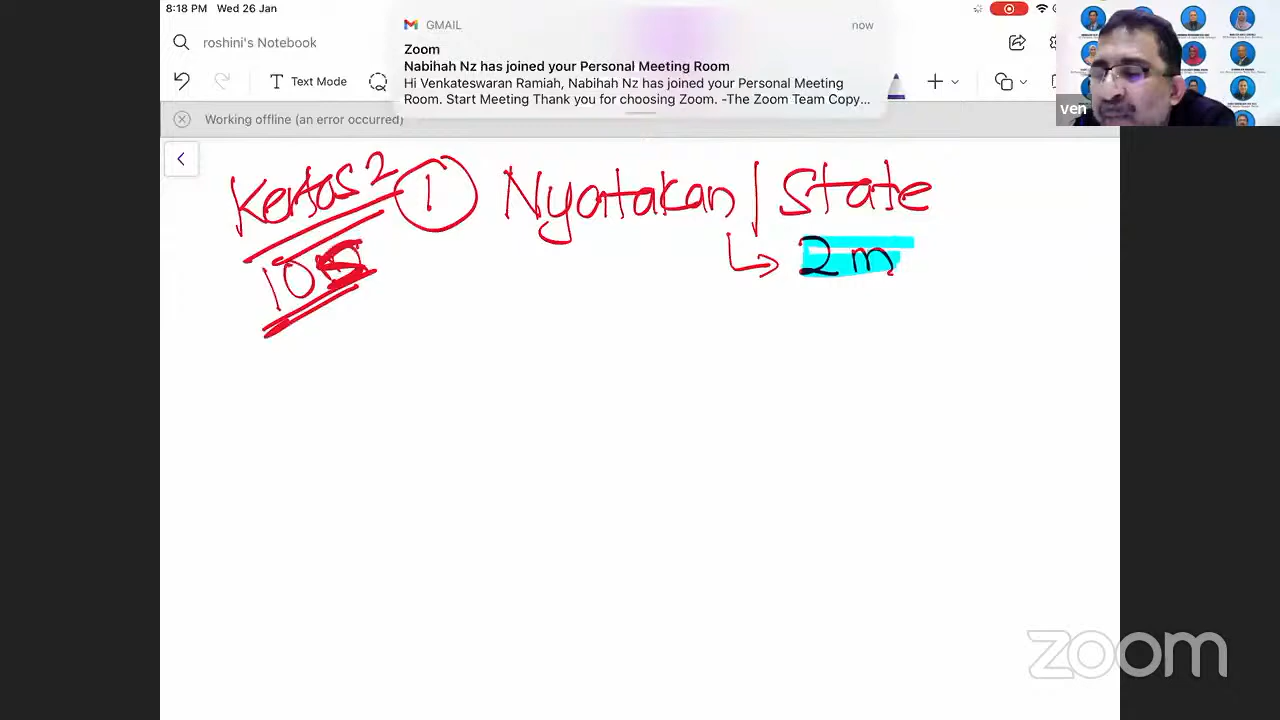 8:18 PM Wed 26 Jan
GMAIL
now
Zoom
Nabihah Nz has joined your Personal Meeting Room
Hi Venkateswaran Ramiah, Nabihah Nz has joined your Personal Meeting
Room. Start Meeting Thank you for choosing Zoom. -The Zoom Team Copy...
roshini's Notebook
Text Mode
Working offline (an error occurred)
ven
Kertas 2 1 Nyatakan | State
10S
2 m
zoom